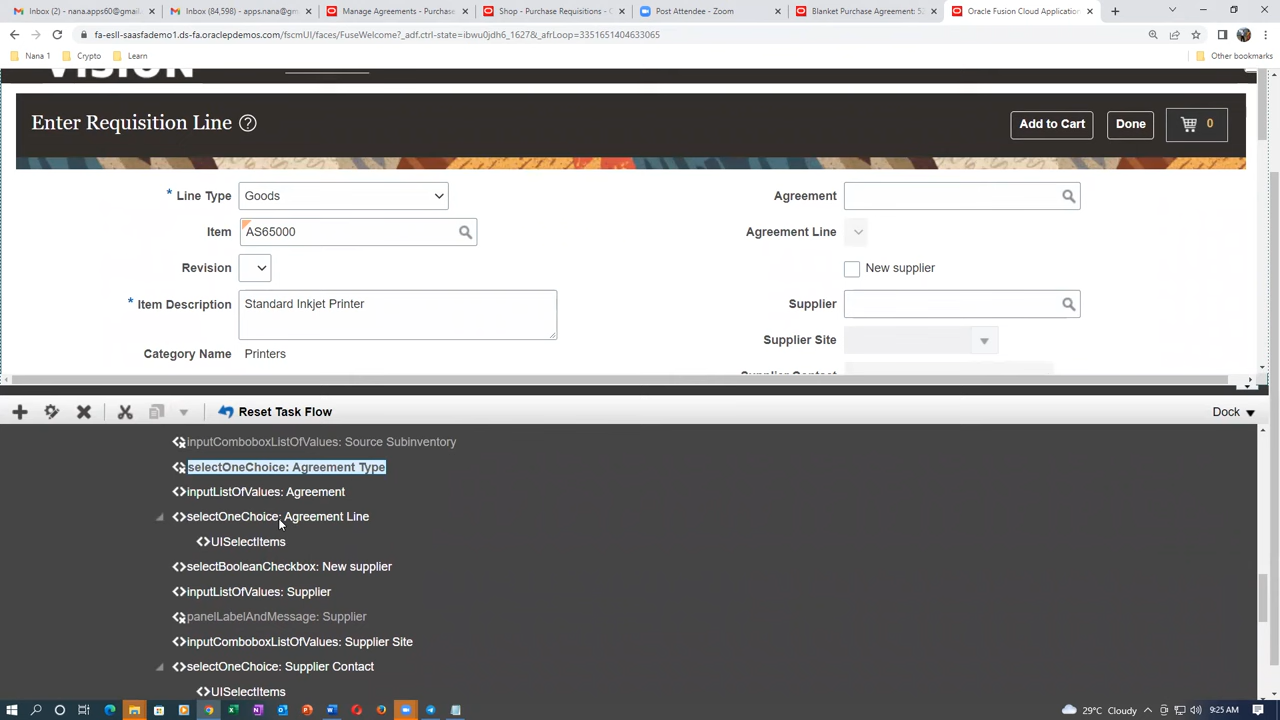 Inbox (2) - nana.apps60@gmail
Inbox (84,598) - apps.nana@gm
Manage Agreements - Purchase
Shop - Purchase Requisitions - O
Post Attendee - Zoom
Blanket Purchase Agreement: 52
Oracle Fusion Cloud Application
fa-esll-saasfademo1.ds-fa.oraclepdemos.com/fscmUI/faces/FuseWelcome?_adf.ctrl-state=ibwu0jdh6_1627&_afrLoop=3351651404633065
Nana 1
Crypto
Learn
Other bookmarks
VISION
Enter Requisition Line
Add to Cart
Done
0
* Line Type Goods
Agreement
Item AS65000
Agreement Line
Revision
New supplier
* Item Description Standard Inkjet Printer
Supplier
Supplier Site
Category Name Printers
Supplier Contact
Reset Task Flow
Dock
inputComboboxListOfValues: Source Subinventory
selectOneChoice: Agreement Type
inputListOfValues: Agreement
selectOneChoice: Agreement Line
UISelectItems
selectBooleanCheckbox: New supplier
inputListOfValues: Supplier
panelLabelAndMessage: Supplier
inputComboboxListOfValues: Supplier Site
selectOneChoice: Supplier Contact
UISelectItems
29°C Cloudy
9:25 AM